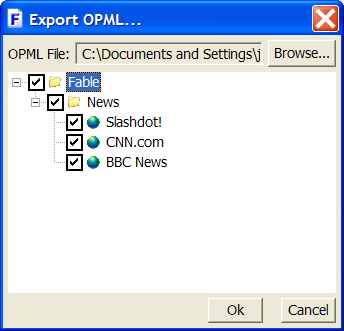 F Export OPML...
OPML File: C:\Documents and Settings\j Browse...
Fable
News
Slashdot!
CNN.com
BBC News
Ok Cancel